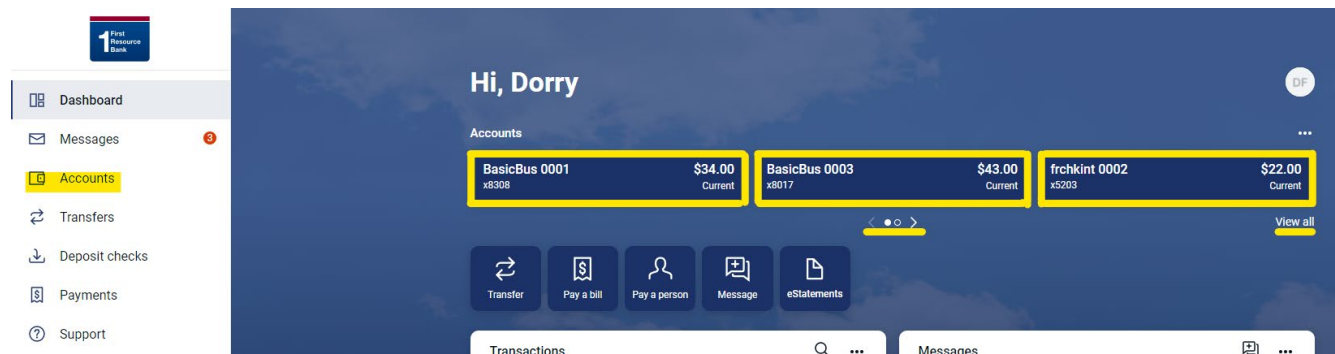 1 First Resource Bank
Dashboard
Messages 3
Accounts
Transfers
Deposit checks
Payments
Support
Hi, Dorry
DF
Accounts
BasicBus 0001 $34.00
x8308 Current
BasicBus 0003 $43.00
x8017 Current
frchkint 0002 $22.00
x5203 Current
View all
Transfer
Pay a bill
Pay a person
Message
eStatements
Transactions
Messages